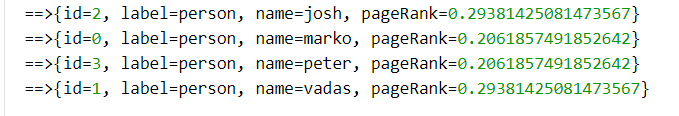 ==>{id=2, label=person, name=josh, pageRank=0.29381425081473567}
==>{id=0, label=person, name=marko, pageRank=0.2061857491852642}
==>{id=3, label=person, name=peter, pageRank=0.2061857491852642}
==>{id=1, label=person, name=vadas, pageRank=0.29381425081473567}